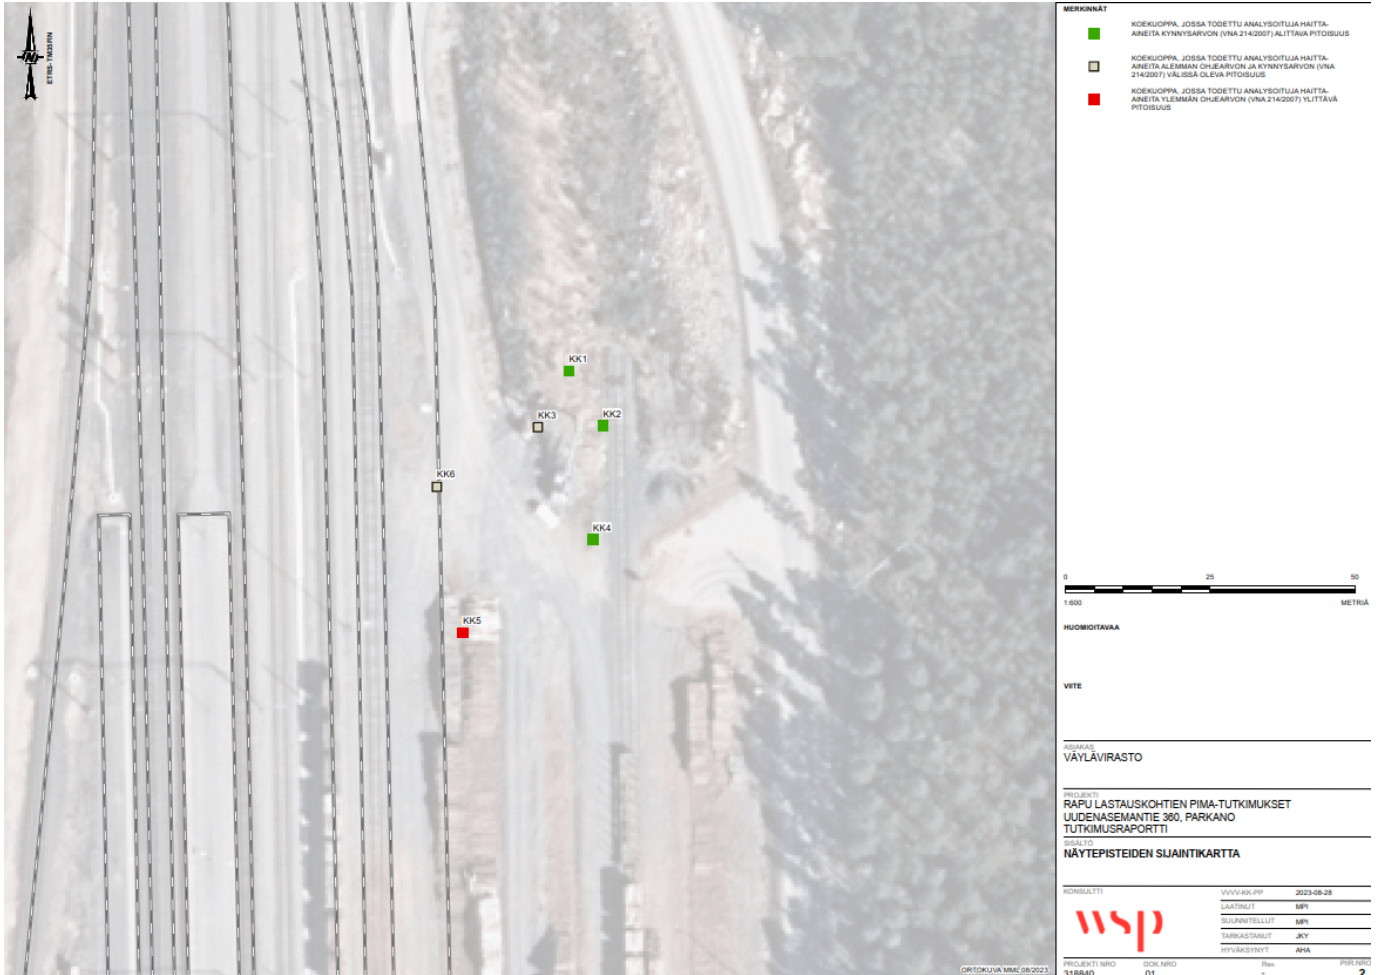 N
ETRS-TM35FIN
KK1
KK3
KK2
KK6
KK4
KK5
ORTOKUVA MML 08/2023
MERKINNÄT
KOEKUOPPA, JOSSA TODETTU ANALYSOITUJA HAITTA-
AINEITA KYNNYSARVON (VNA 214/2007) ALITTAVA PITOISUUS
KOEKUOPPA, JOSSA TODETTU ANALYSOITUJA HAITTA-
AINEITA ALEMMAN OHJEARVON JA KYNNYSARVON (VNA
214/2007) VÄLISSÄ OLEVA PITOISUUS
KOEKUOPPA, JOSSA TODETTU ANALYSOITUJA HAITTA-
AINEITA YLEMMÄN OHJEARVON (VNA 214/2007) YLITTÄVÄ
PITOISUUS
0 25 50
1:600 METRIÄ
HUOMIOITAVAA
VIITE
ASIAKAS
VÄYLÄVIRASTO
PROJEKTI
RAPU LASTAUSKOHTIEN PIMA-TUTKIMUKSET
UUDENASEMANTIE 360, PARKANO
TUTKIMUSRAPORTTI
SISÄLTÖ
NÄYTEPISTEIDEN SIJAINTIKARTTA
KONSULTTI
wsp
VVVV-KK-PP 2023-08-28
LAATINUT MPI
SUUNNITELLUT MPI
TARKASTANUT JKY
HYVÄKSYNYT AHA
PROJEKTI NRO DOK.NRO Rev. PIIR.NRO
318840 01 - 2